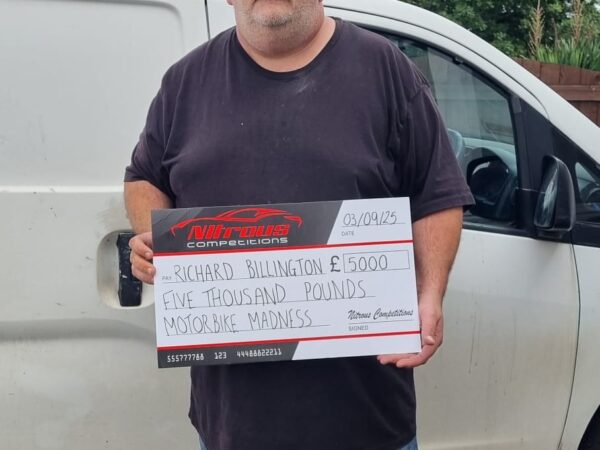 Nitrous
COMPETITIONS
03/09/25
DATE
PAY RICHARD BILLINGTON £ 5000
FIVE THOUSAND POUNDS
MOTORBIKE MADNESS
Nitrous Competitions
SIGNED
555777788 123 44488822211